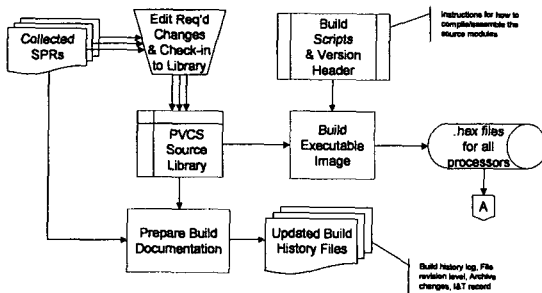 Collected
SPRs
Edit Req'd
Changes
& Check-in
to Library
Build
Scripts
& Version
Header
Instructions for how to
compile/assemble the
source modules
PVCS
Source
Library
Build
Executable
Image
.hax files
for all
processors
A
Prepare Build
Documentation
Updated Build
History Files
Build history log, File
revision level, Archive
changes, I&T record